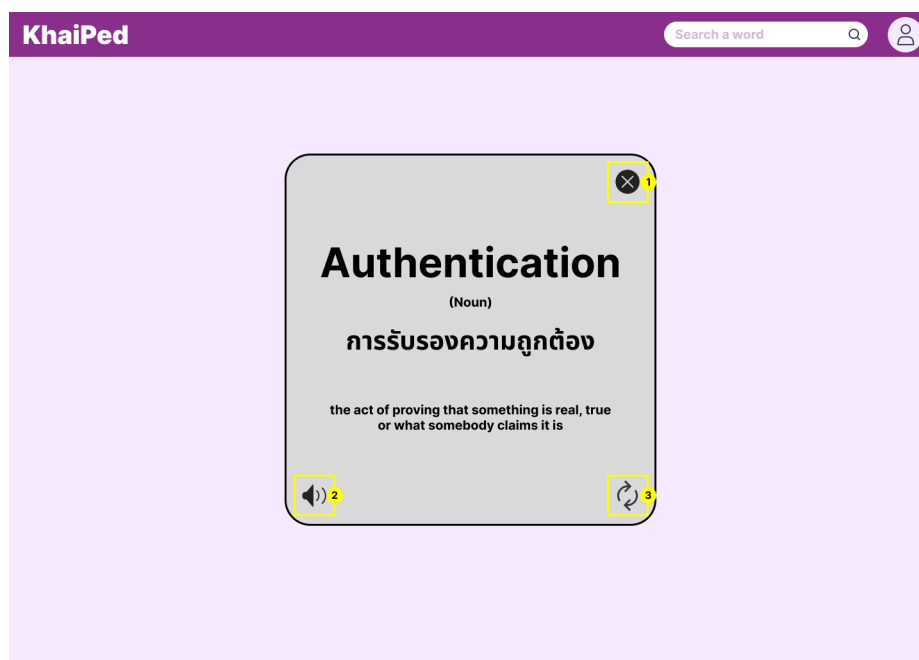 KhaiPed
Search a word
1
Authentication
(Noun)
การรับรองความถูกต้อง
the act of proving that something is real, true
or what somebody claims it is
2
3